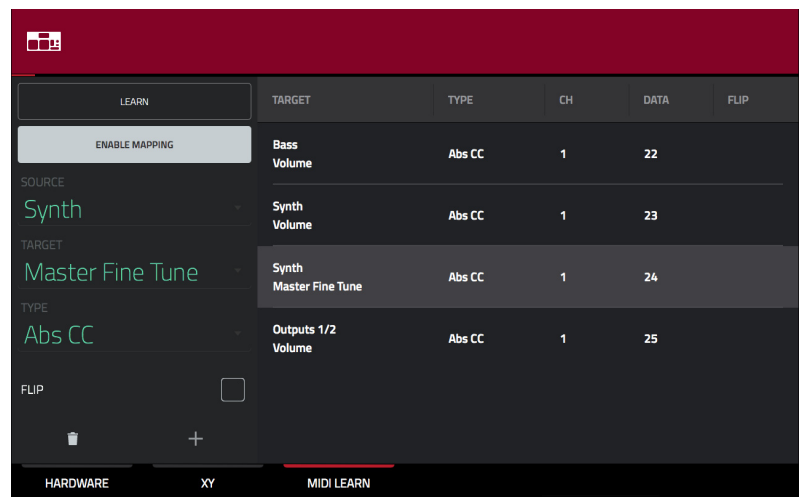 LEARN
ENABLE MAPPING
SOURCE
Synth
TARGET
Master Fine Tune
TYPE
Abs CC
FLIP
TARGET TYPE CH DATA FLIP
Bass
Volume Abs CC 1 22
Synth
Volume Abs CC 1 23
Synth
Master Fine Tune Abs CC 1 24
Outputs 1/2
Volume Abs CC 1 25
HARDWARE XY MIDI LEARN